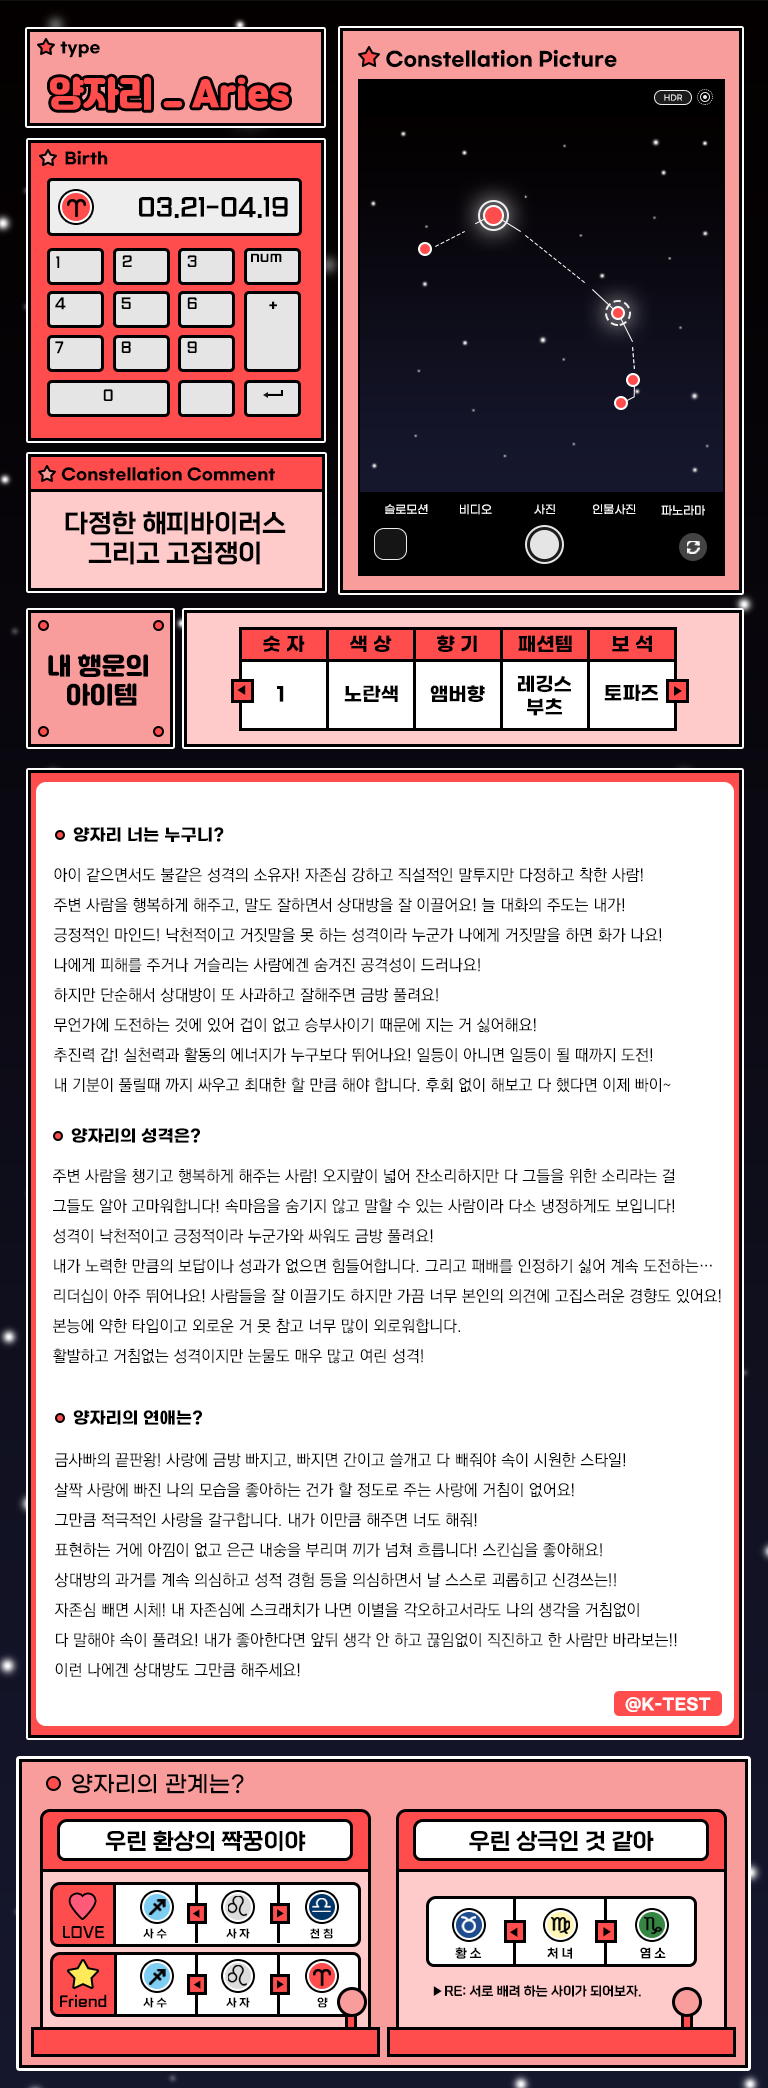 type
양자리 _ Aries
Birth
03.21-04.19
1 2 3 num
4 5 6 +
7 8 9
0
Constellation Comment
다정한 해피바이러스
그리고 고집쟁이
Constellation Picture
HDR
슬로모션 비디오 사진 인물사진 파노라마
내 행운의
아이템
숫 자 색 상 향 기 패션템 보 석
1 노란색 앰버향 레깅스 부츠 토파즈
양자리 너는 누구니?
아이 같으면서도 불같은 성격의 소유자! 자존심 강하고 직설적인 말투지만 다정하고 착한 사람!
주변 사람을 행복하게 해주고, 말도 잘하면서 상대방을 잘 이끌어요! 늘 대화의 주도는 내가!
긍정적인 마인드! 낙천적이고 거짓말을 못 하는 성격이라 누군가 나에게 거짓말을 하면 화가 나요!
나에게 피해를 주거나 거슬리는 사람에겐 숨겨진 공격성이 드러나요!
하지만 단순해서 상대방이 또 사과하고 잘해주면 금방 풀려요!
무언가에 도전하는 것에 있어 겁이 없고 승부사이기 때문에 지는 거 싫어해요!
추진력 갑! 실천력과 활동의 에너지가 누구보다 뛰어나요! 일등이 아니면 일등이 될 때까지 도전!
내 기분이 풀릴때 까지 싸우고 최대한 할 만큼 해야 합니다. 후회 없이 해보고 다 했다면 이제 빠이~
양자리의 성격은?
주변 사람을 챙기고 행복하게 해주는 사람! 오지랖이 넓어 잔소리하지만 다 그들을 위한 소리라는 걸
그들도 알아 고마워합니다! 속마음을 숨기지 않고 말할 수 있는 사람이라 다소 냉정하게도 보입니다!
성격이 낙천적이고 긍정적이라 누군가와 싸워도 금방 풀려요!
내가 노력한 만큼의 보답이나 성과가 없으면 힘들어합니다. 그리고 패배를 인정하기 싫어 계속 도전하는…
리더십이 아주 뛰어나요! 사람들을 잘 이끌기도 하지만 가끔 너무 본인의 의견에 고집스러운 경향도 있어요!
본능에 약한 타입이고 외로운 거 못 참고 너무 많이 외로워합니다.
활발하고 거침없는 성격이지만 눈물도 매우 많고 여린 성격!
양자리의 연애는?
금사빠의 끝판왕! 사랑에 금방 빠지고, 빠지면 간이고 쓸개고 다 빼줘야 속이 시원한 스타일!
살짝 사랑에 빠진 나의 모습을 좋아하는 건가 할 정도로 주는 사랑에 거침이 없어요!
그만큼 적극적인 사랑을 갈구합니다. 내가 이만큼 해주면 너도 해줘!
표현하는 거에 아낌이 없고 은근 내숭을 부리며 끼가 넘쳐 흐릅니다! 스킨십을 좋아해요!
상대방의 과거를 계속 의심하고 성적 경험 등을 의심하면서 날 스스로 괴롭히고 신경쓰는!!
자존심 빼면 시체! 내 자존심에 스크래치가 나면 이별을 각오하고서라도 나의 생각을 거침없이
다 말해야 속이 풀려요! 내가 좋아한다면 앞뒤 생각 안 하고 끊임없이 직진하고 한 사람만 바라보는!!
이런 나에겐 상대방도 그만큼 해주세요!
@K-TEST
양자리의 관계는?
우린 환상의 짝꿍이야
LOVE 사수 사자 천칭
Friend 사수 사자 양
우린 상극인 것 같아
황소 처녀 염소
▶RE: 서로 배려 하는 사이가 되어보자.